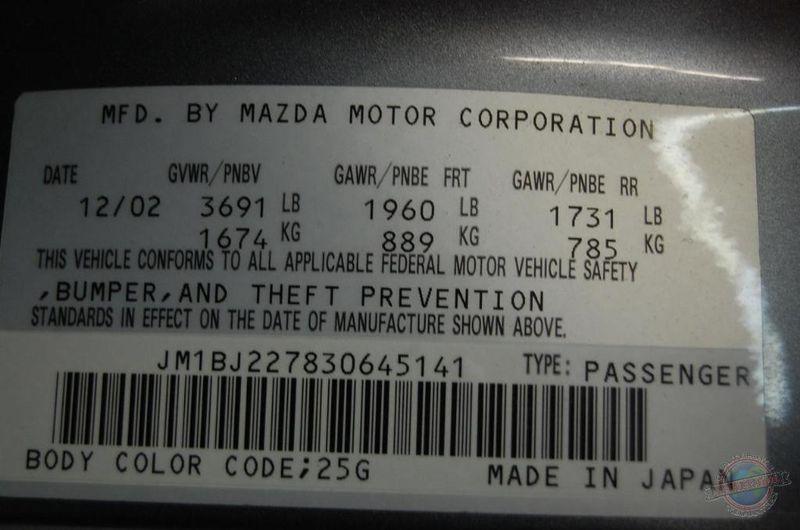 MFD. BY MAZDA MOTOR CORPORATION
DATE GVWR/PNBV GAWR/PNBE FRT GAWR/PNBE RR
12/02 3691 LB 1960 LB 1731 LB
1674 KG 889 KG 785 KG
THIS VEHICLE CONFORMS TO ALL APPLICABLE FEDERAL MOTOR VEHICLE SAFETY
,BUMPER,AND THEFT PREVENTION
STANDARDS IN EFFECT ON THE DATE OF MANUFACTURE SHOWN ABOVE.
JM1BJ227830645141 TYPE: PASSENGER
BODY COLOR CODE;25G MADE IN JAPAN